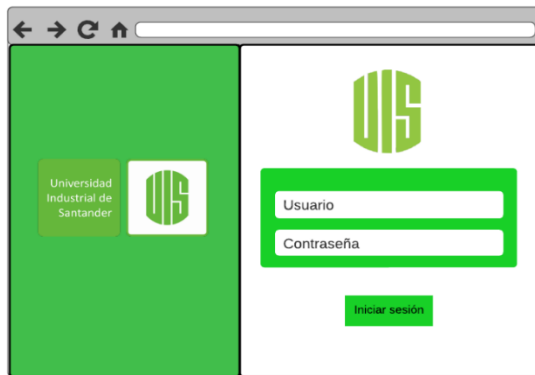 Universidad
Industrial de
Santander
UIS
UIS
Usuario
Contraseña
Iniciar sesión